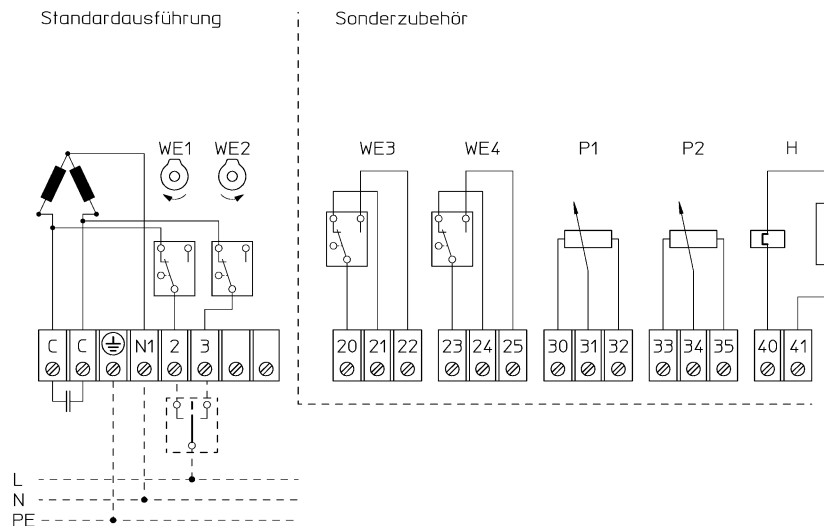 Standardausführung
Sonderzubehör
WE1 WE2
WE3 WE4 P1 P2 H
C C N1 2 3
20 21 22 23 24 25 30 31 32 33 34 35 40 41
L
N
PE